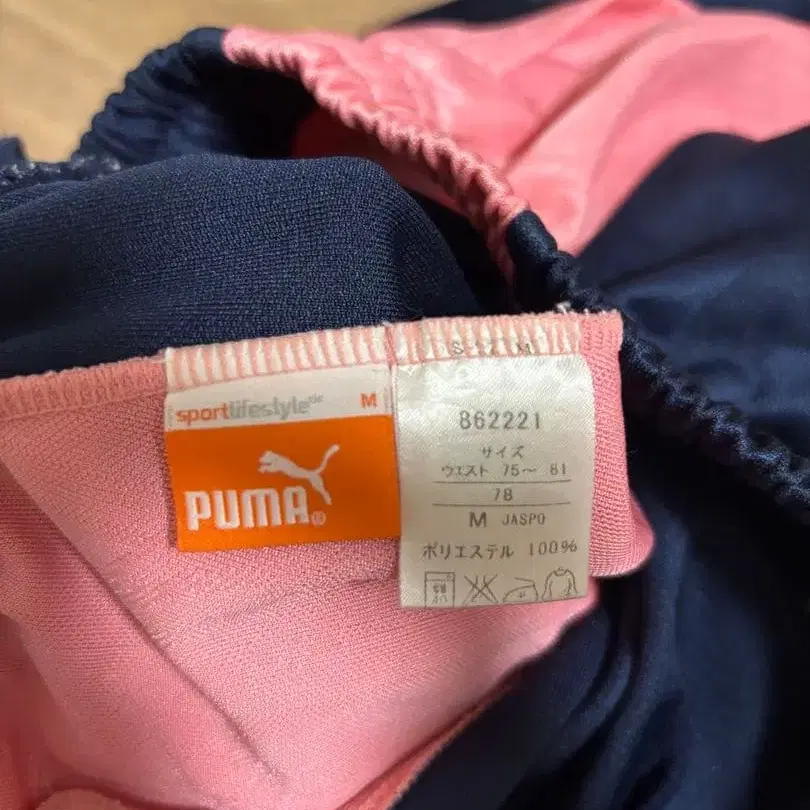 sportlifestyle
M
PUMA®
862221
サイズ
ウエスト 75〜 81
78
M JASPO
ポリエステル 100%